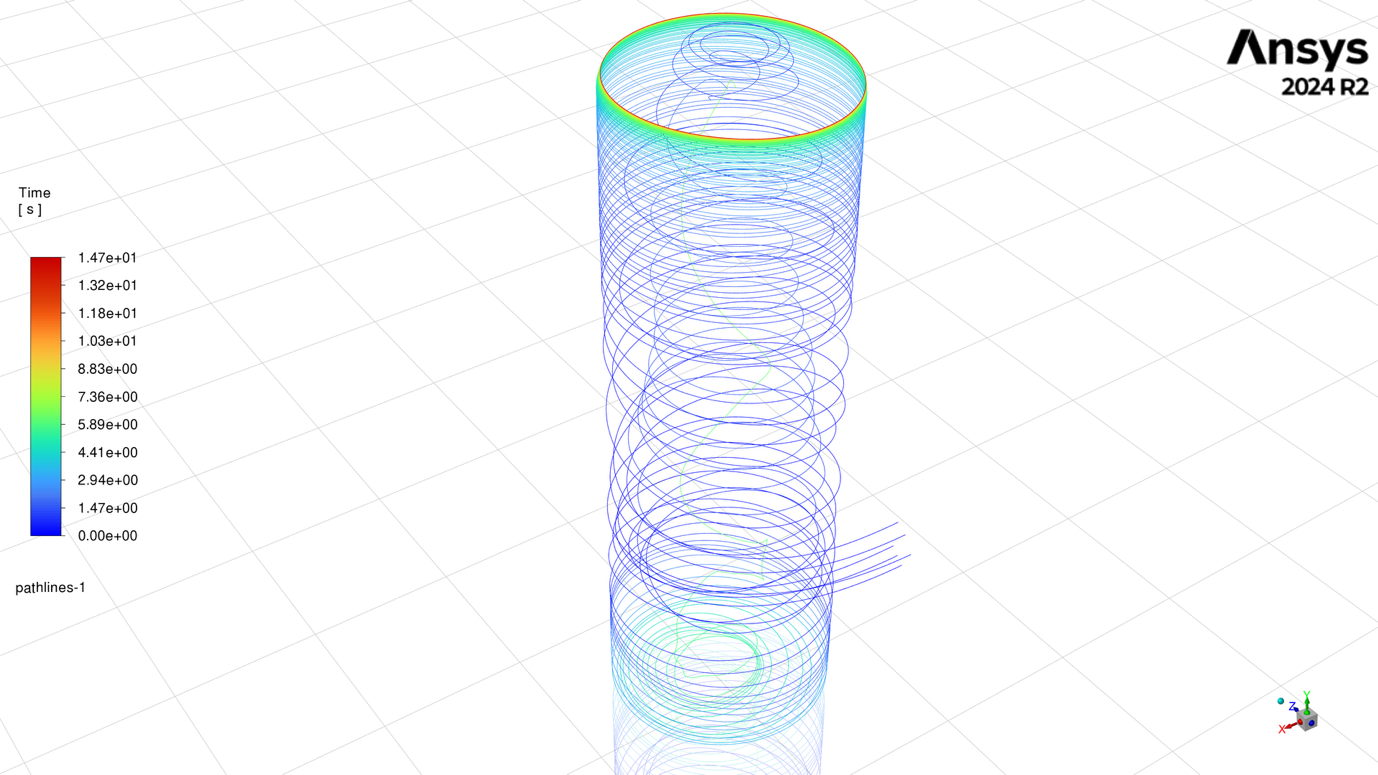 Ansys
2024 R2
Time
[ s ]
1.47e+01
1.32e+01
1.18e+01
1.03e+01
8.83e+00
7.36e+00
5.89e+00
4.41e+00
2.94e+00
1.47e+00
0.00e+00
pathlines-1
Y
Z
X